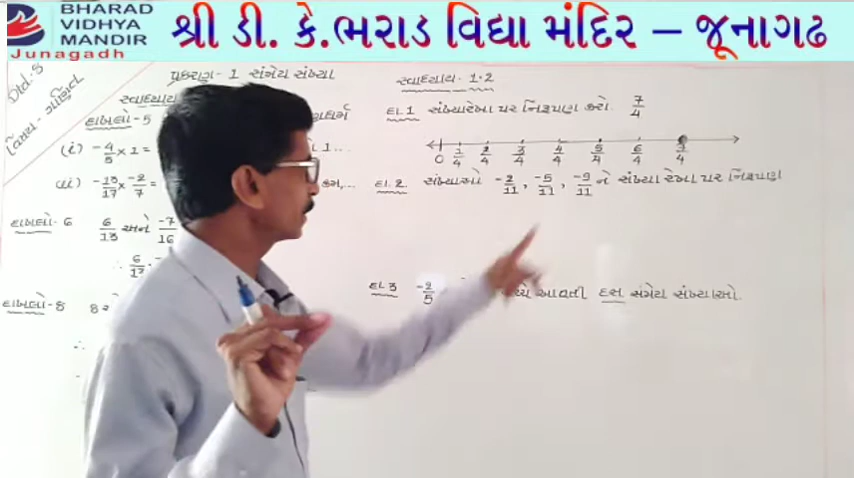 BHARAD
VIDHYA
MANDIR
Junagadh
શ્રી ડી. કે.ભરાડ વિદ્યા મંદિર – જૂનાગઢ
ધોરણ-8
વિષય - ગણિત
પ્રકરણ - 1 સંમેય સંખ્યા
સ્વાધ્યાય
દાખલો-5
(i) -4/5 × 1 =
(ii) -13/17 × -2/7 =
દાખલો- 6 6/13 અને -7/16
∴ 6/13
દાખલો-8
સ્વાધ્યાય- 1.2
દા.1 સંખ્યારેખા પર નિરૂપણ કરો. 7/4
0 1/4 2/4 3/4 4/4 5/4 6/4 7/4
દા.2. સંખ્યાઓ -2/11, -5/11, -9/11 ને સંખ્યા રેખા પર નિરૂપણ
દા.3 -2/5 આવતી દસ સંમેય સંખ્યાઓ.